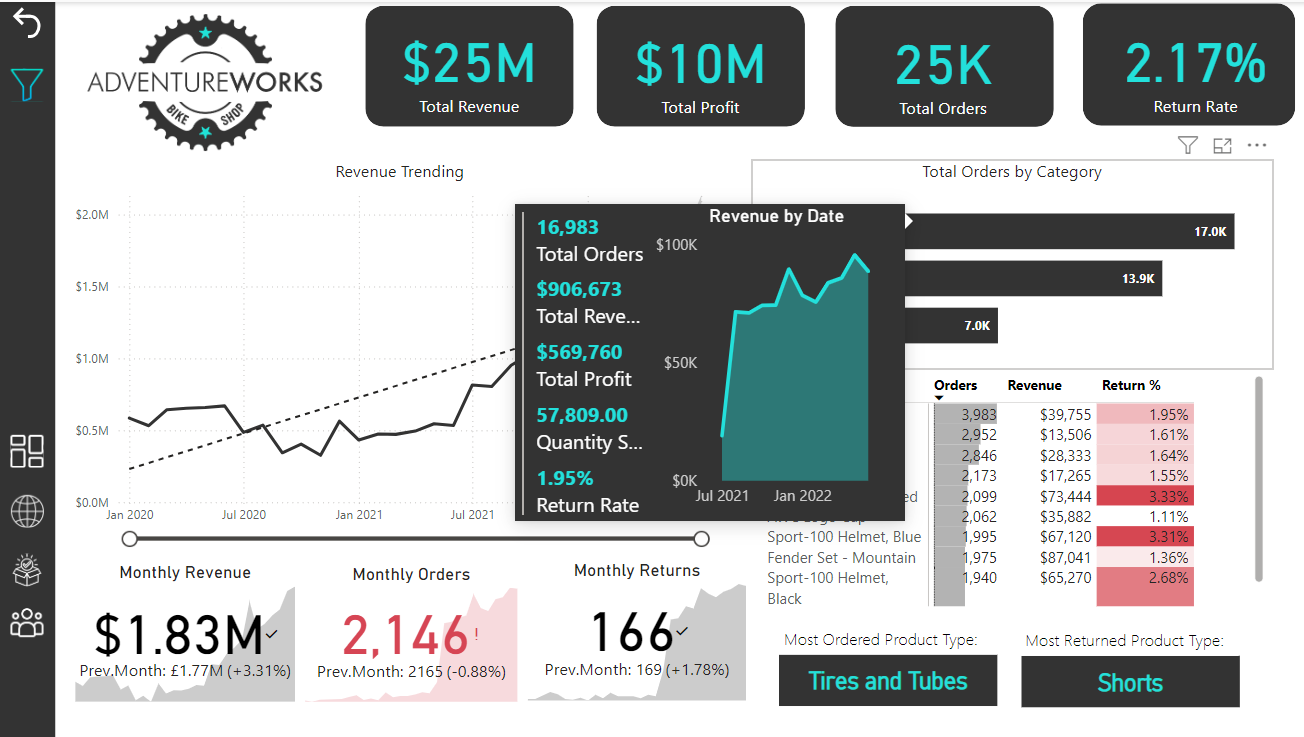 ADVENTUREWORKS
BIKE SHOP
$25M
Total Revenue
$10M
Total Profit
25K
Total Orders
2.17%
Return Rate
Revenue Trending
$2.0M
$1.5M
$1.0M
$0.5M
$0.0M
Jan 2020
Jul 2020
Jan 2021
Jul 2021
16,983
Total Orders
$906,673
Total Reve...
$569,760
Total Profit
57,809.00
Quantity S...
1.95%
Return Rate
Revenue by Date
$100K
$50K
$0K
Jul 2021
Jan 2022
Total Orders by Category
17.0K
13.9K
7.0K
Orders Revenue Return %
3,983 $39,755 1.95%
2,952 $13,506 1.61%
2,846 $28,333 1.64%
2,173 $17,265 1.55%
2,099 $73,444 3.33%
2,062 $35,882 1.11%
Sport-100 Helmet, Blue 1,995 $67,120 3.31%
Fender Set - Mountain 1,975 $87,041 1.36%
Sport-100 Helmet, 1,940 $65,270 2.68%
Black
Monthly Revenue
$1.83M
Prev.Month: £1.77M (+3.31%)
Monthly Orders
2,146!
Prev.Month: 2165 (-0.88%)
Monthly Returns
166
Prev.Month: 169 (+1.78%)
Most Ordered Product Type:
Tires and Tubes
Most Returned Product Type:
Shorts